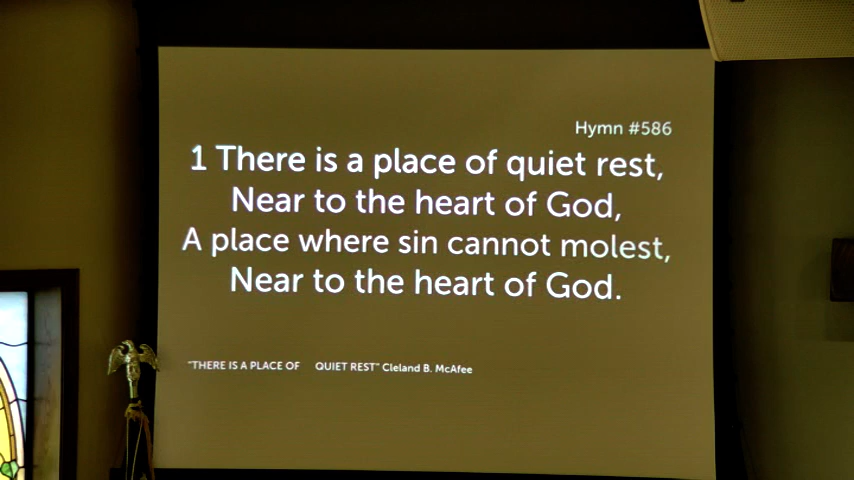 Hymn #586
1 There is a place of quiet rest,
Near to the heart of God,
A place where sin cannot molest,
Near to the heart of God.
"THERE IS A PLACE OF QUIET REST" Cleland B. McAfee